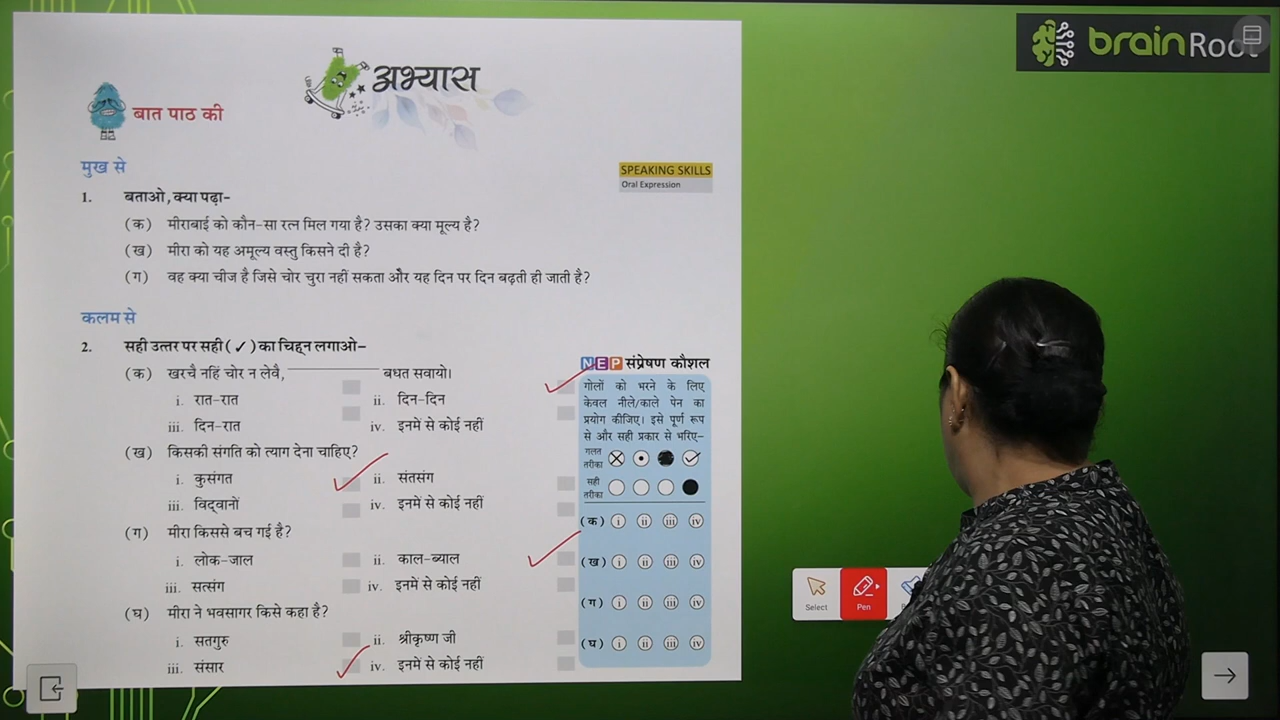 brainRoot
अभ्यास
बात पाठ की
मुख से
SPEAKING SKILLS
Oral Expression
1. बताओ, क्या पढ़ा-
(क) मीराबाई को कौन-सा रत्न मिल गया है? उसका क्या मूल्य है?
(ख) मीरा को यह अमूल्य वस्तु किसने दी है?
(ग) वह क्या चीज है जिसे चोर चुरा नहीं सकता और यह दिन पर दिन बढ़ती ही जाती है?
कलम से
2. सही उत्तर पर सही (✓) का चिह्न लगाओ-
(क) खरचै नहिं चोर न लेवै, ____________ बधत सवायो।
i. रात-रात ii. दिन-दिन
iii. दिन-रात iv. इनमें से कोई नहीं
(ख) किसकी संगति को त्याग देना चाहिए?
i. कुसंगत ii. संतसंग
iii. विद्वानों iv. इनमें से कोई नहीं
(ग) मीरा किससे बच गई है?
i. लोक-जाल ii. काल-ब्याल
iii. सत्संग iv. इनमें से कोई नहीं
(घ) मीरा ने भवसागर किसे कहा है?
i. सतगुरु ii. श्रीकृष्ण जी
iii. संसार iv. इनमें से कोई नहीं
NEP संप्रेषण कौशल
गोलों को भरने के लिए
केवल नीले/काले पेन का
प्रयोग कीजिए। इसे पूर्ण रूप
से और सही प्रकार से भरिए-
गलत
तरीका
सही
तरीका
(क) i ii iii iv
(ख) i ii iii iv
(ग) i ii iii iv
(घ) i ii iii iv
Select Pen